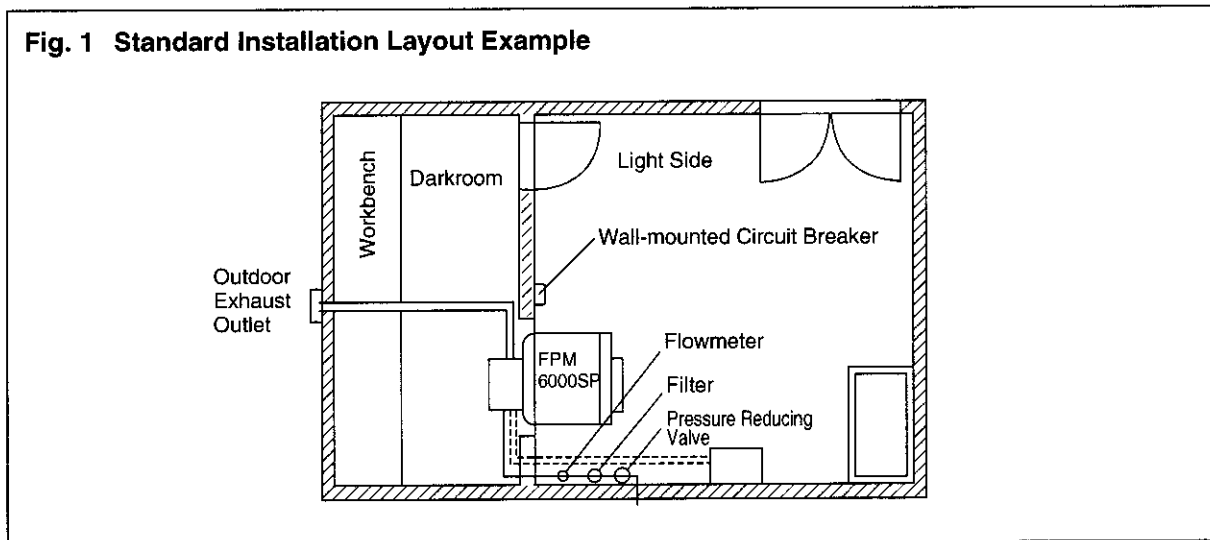 Fig. 1 Standard Installation Layout Example
Workbench
Darkroom
Light Side
Wall-mounted Circuit Breaker
Outdoor
Exhaust
Outlet
FPM
6000SP
Flowmeter
Filter
Pressure Reducing
Valve